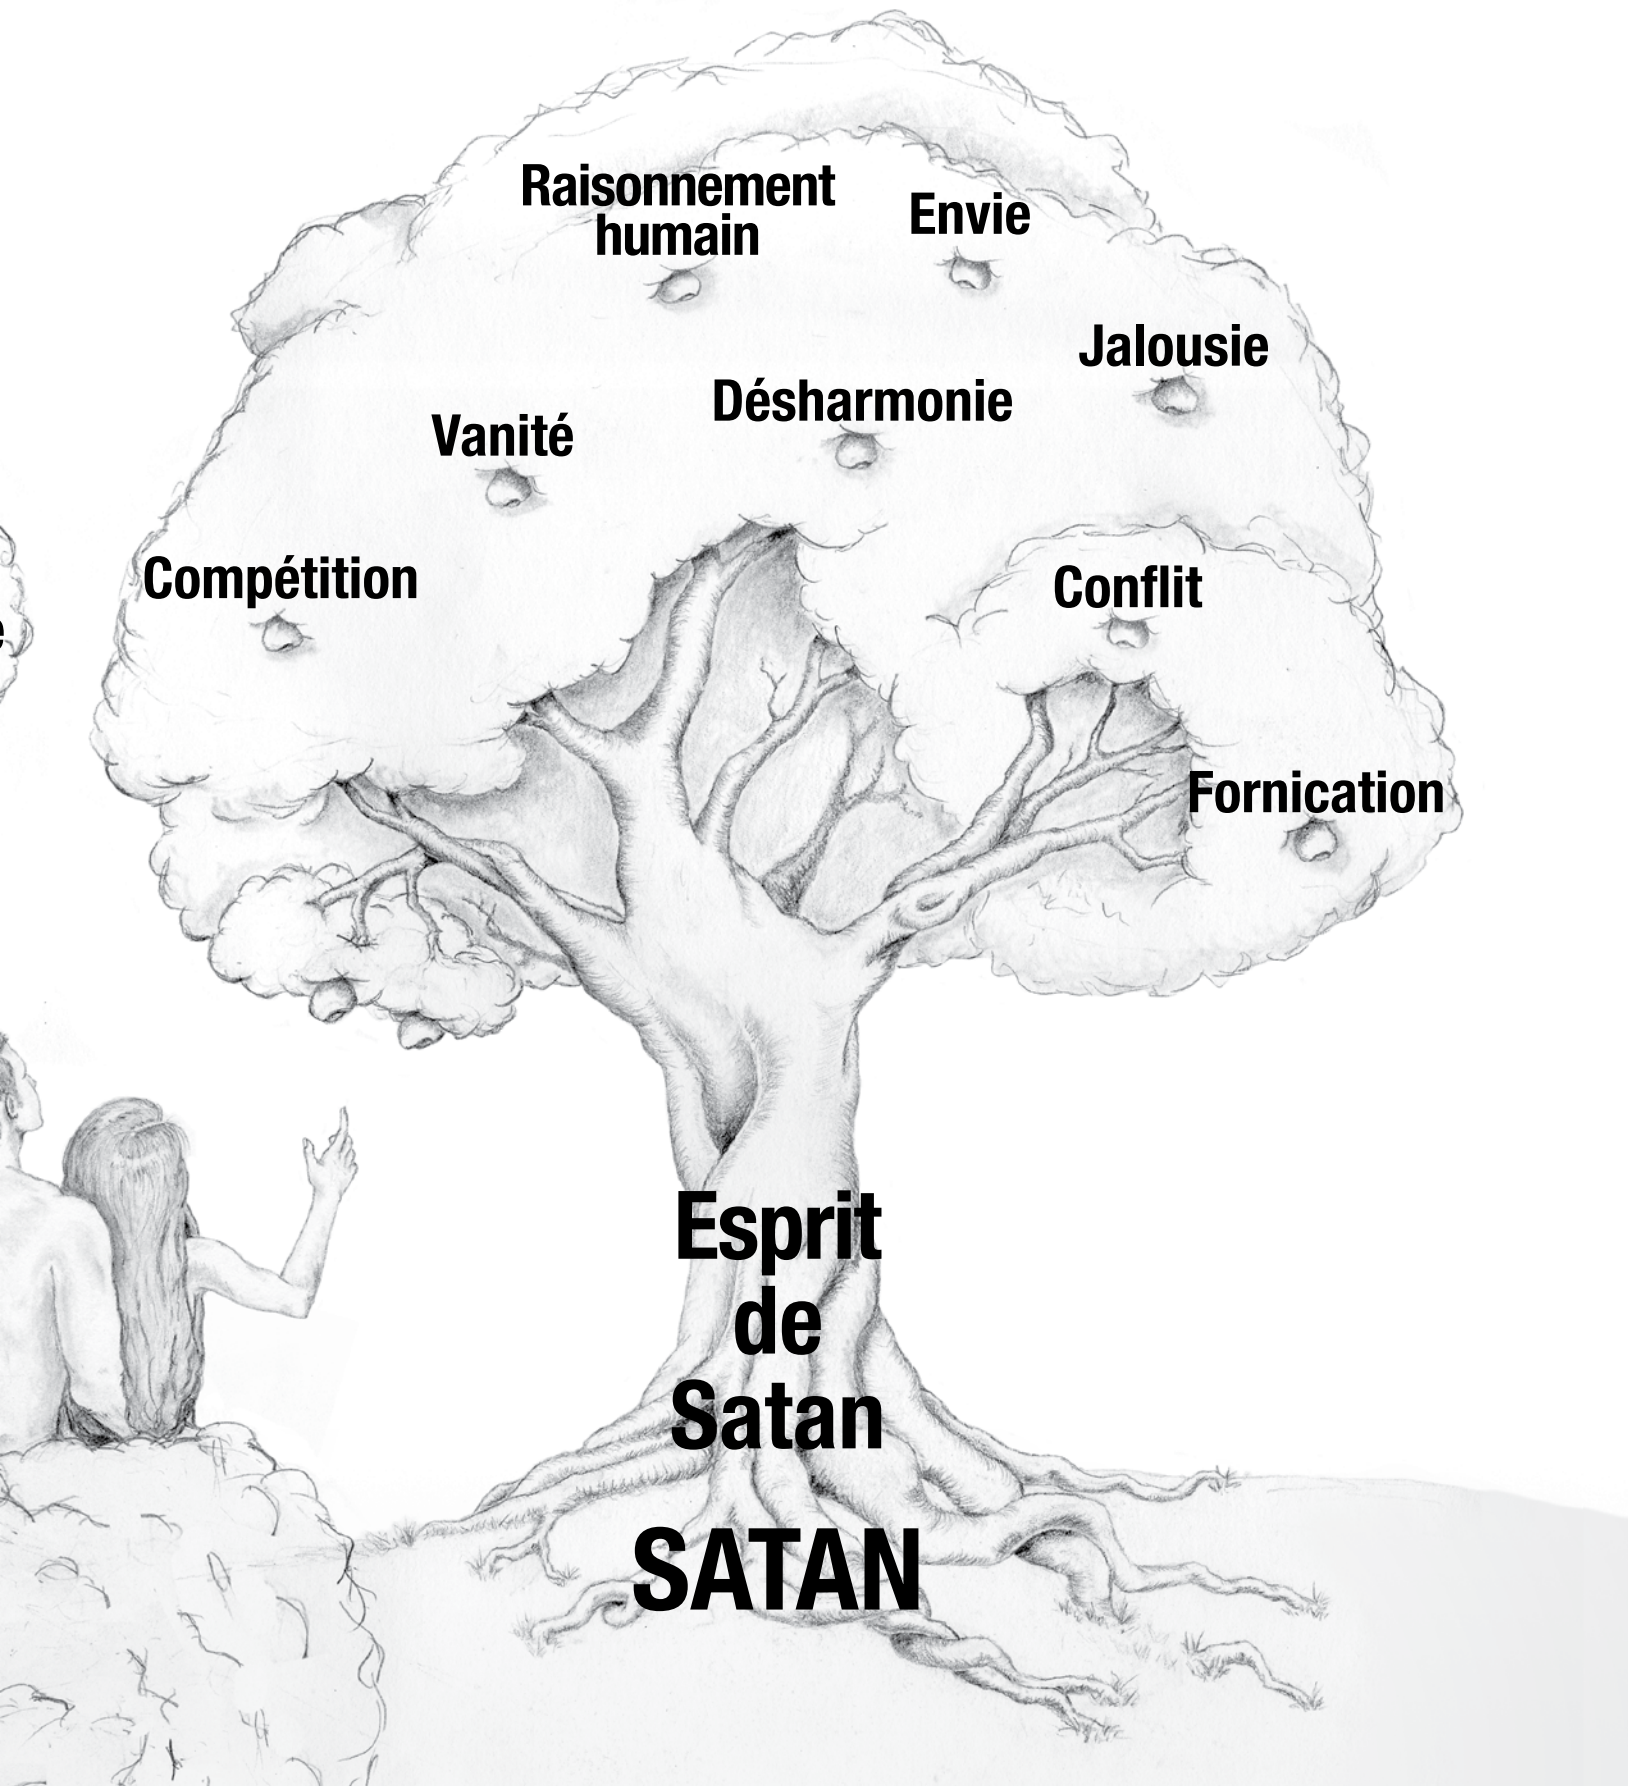 Raisonnement
humain
Envie
Jalousie
Désharmonie
Vanité
Compétition
Conflit
Fornication
Esprit
de
Satan
SATAN